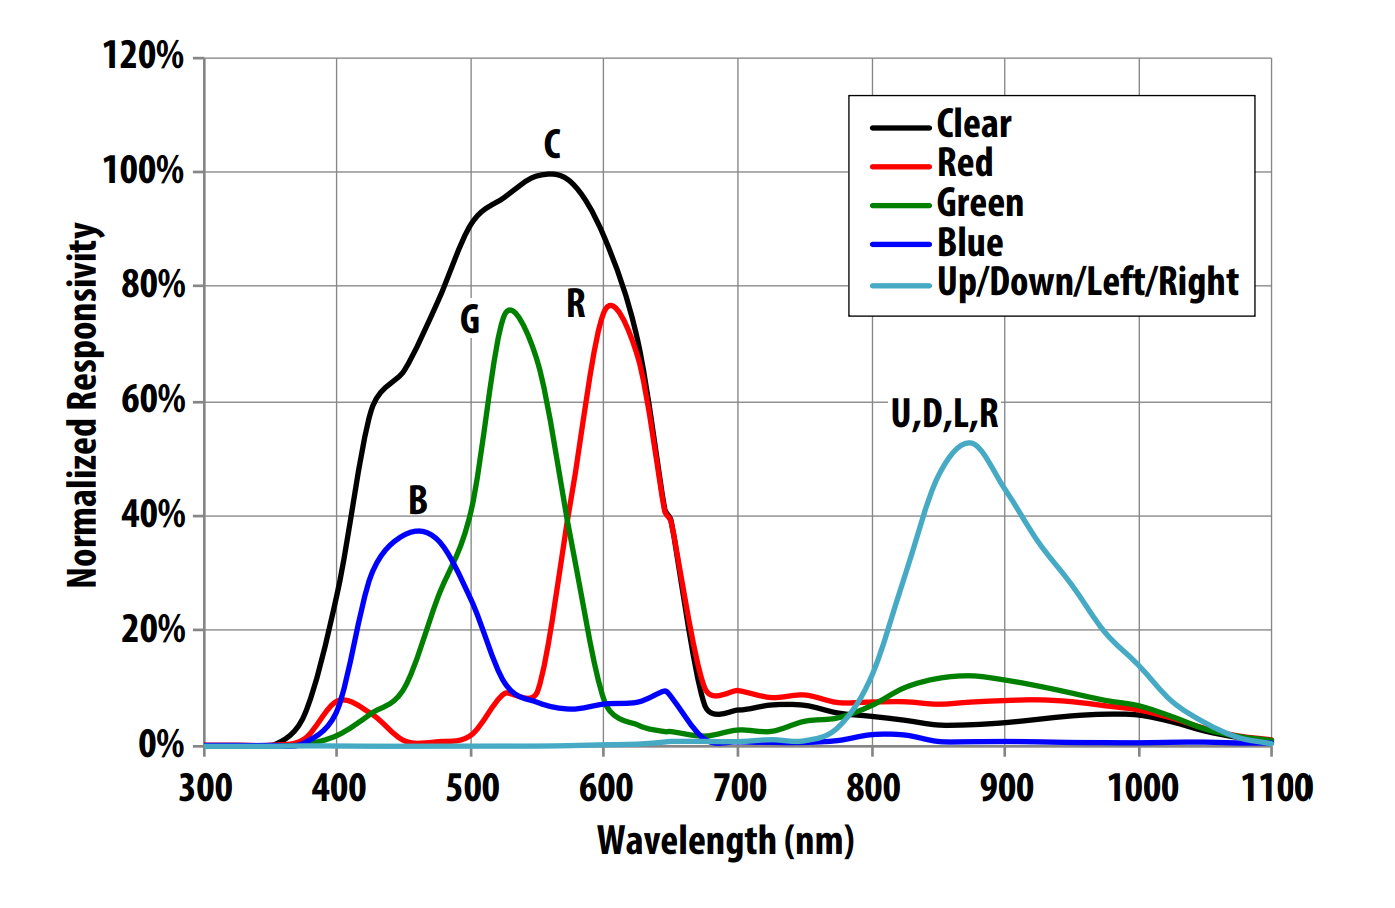 120%
100%
80%
60%
40%
20%
0%
Normalized Responsivity
C
G
R
B
U,D,L,R
Clear
Red
Green
Blue
Up/Down/Left/Right
300 400 500 600 700 800 900 1000 1100
Wavelength (nm)